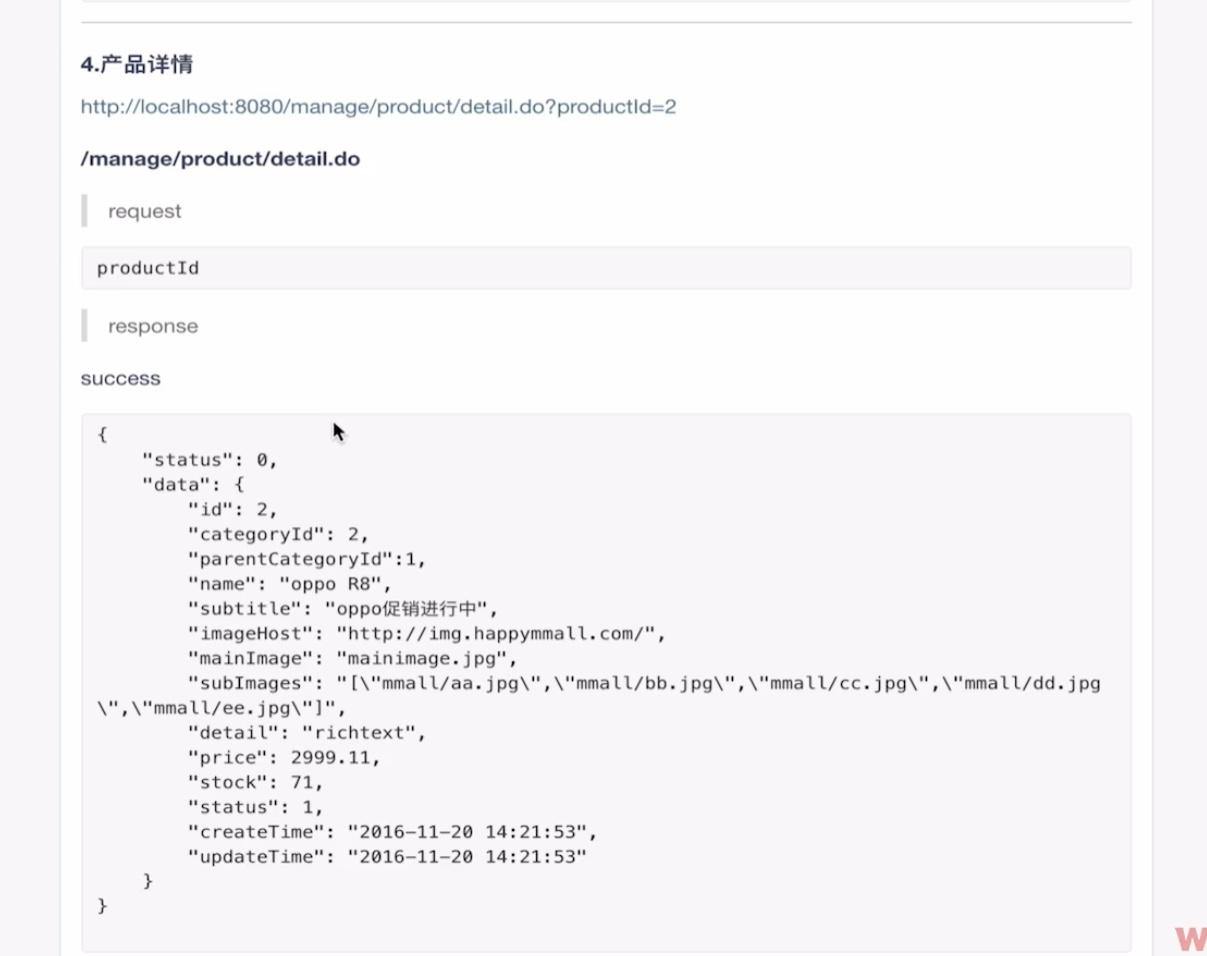 4.产品详情
http://localhost:8080/manage/product/detail.do?productId=2
/manage/product/detail.do
request
productId
response
success
{
    "status": 0,
    "data": {
        "id": 2,
        "categoryId": 2,
        "parentCategoryId":1,
        "name": "oppo R8",
        "subtitle": "oppo促销进行中",
        "imageHost": "http://img.happymmall.com/",
        "mainImage": "mainimage.jpg",
        "subImages": "[\"mmall/aa.jpg\",\"mmall/bb.jpg\",\"mmall/cc.jpg\",\"mmall/dd.jpg
\",\"mmall/ee.jpg\"]",
        "detail": "richtext",
        "price": 2999.11,
        "stock": 71,
        "status": 1,
        "createTime": "2016-11-20 14:21:53",
        "updateTime": "2016-11-20 14:21:53"
    }
}
W